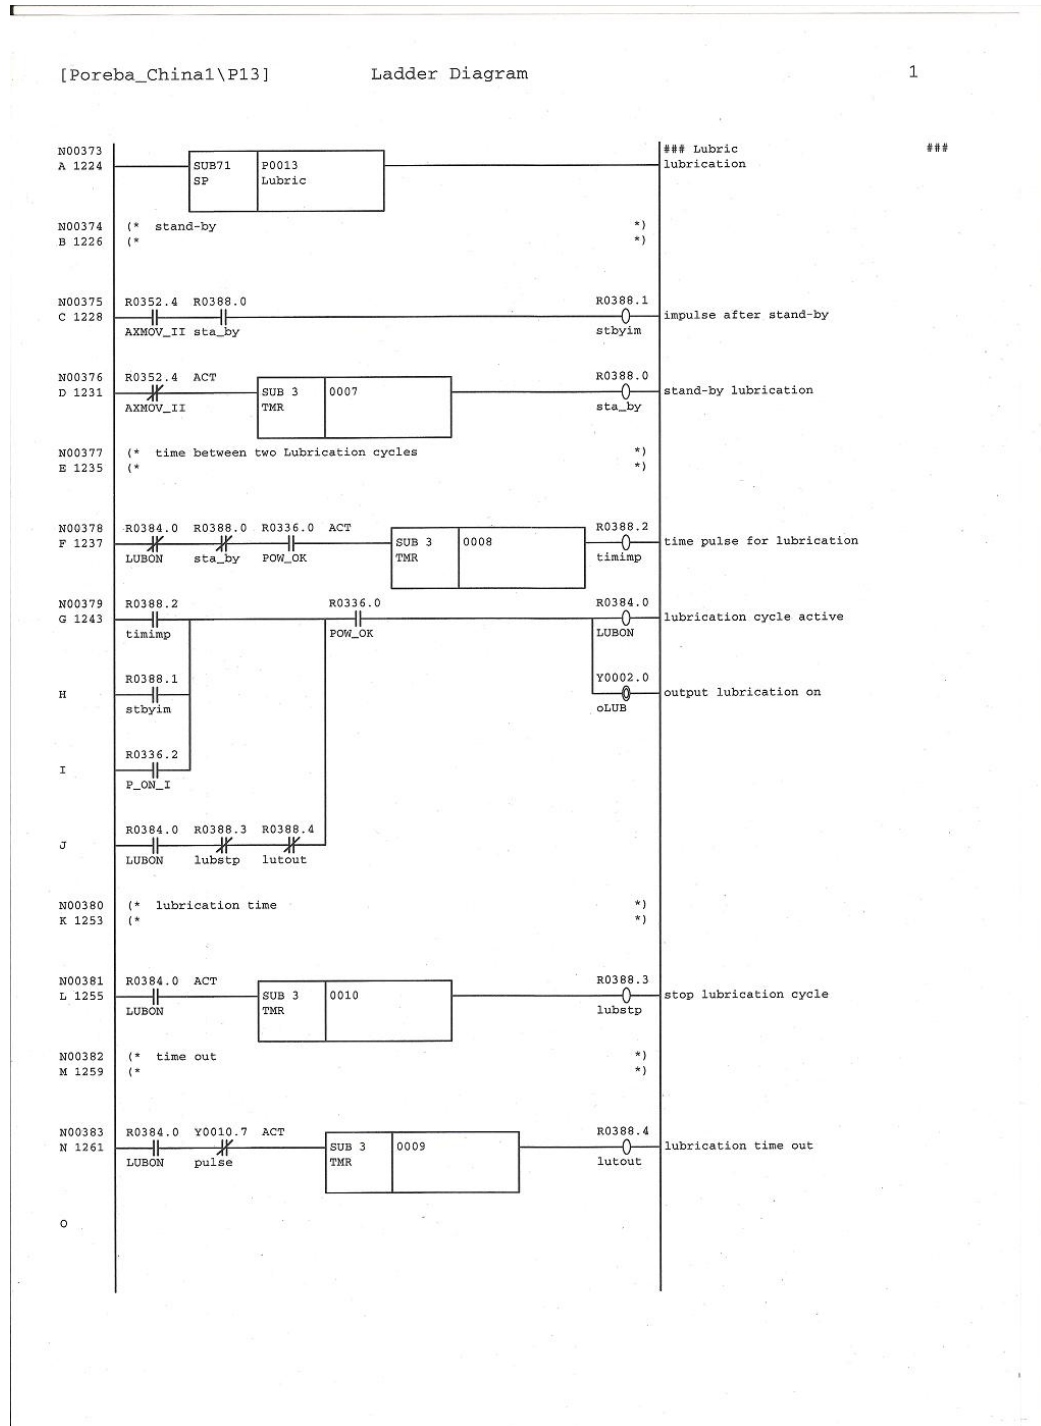 [Poreba_China1\P13] Ladder Diagram 1
N00373 ### Lubric ###
A 1224 SUB71 P0013 lubrication
SP Lubric
N00374 (* stand-by *)
B 1226 (* *)
N00375 R0352.4 R0388.0 R0388.1
C 1228 impulse after stand-by
AXMOV_II sta_by stbyim
N00376 R0352.4 ACT R0388.0
D 1231 SUB 3 0007 stand-by lubrication
AXMOV_II TMR sta_by
N00377 (* time between two Lubrication cycles *)
E 1235 (* *)
N00378 R0384.0 R0388.0 R0336.0 ACT R0388.2
F 1237 SUB 3 0008 time pulse for lubrication
LUBON sta_by POW_OK TMR timimp
N00379 R0388.2 R0336.0 R0384.0
G 1243 lubrication cycle active
timimp POW_OK LUBON
R0388.1 Y0002.0
H output lubrication on
stbyim oLUB
R0336.2
I
P_ON_I
R0384.0 R0388.3 R0388.4
J
LUBON lubstp lutout
N00380 (* lubrication time *)
K 1253 (* *)
N00381 R0384.0 ACT R0388.3
L 1255 SUB 3 0010 stop lubrication cycle
LUBON TMR lubstp
N00382 (* time out *)
M 1259 (* *)
N00383 R0384.0 Y0010.7 ACT R0388.4
N 1261 SUB 3 0009 lubrication time out
LUBON pulse TMR lutout
O